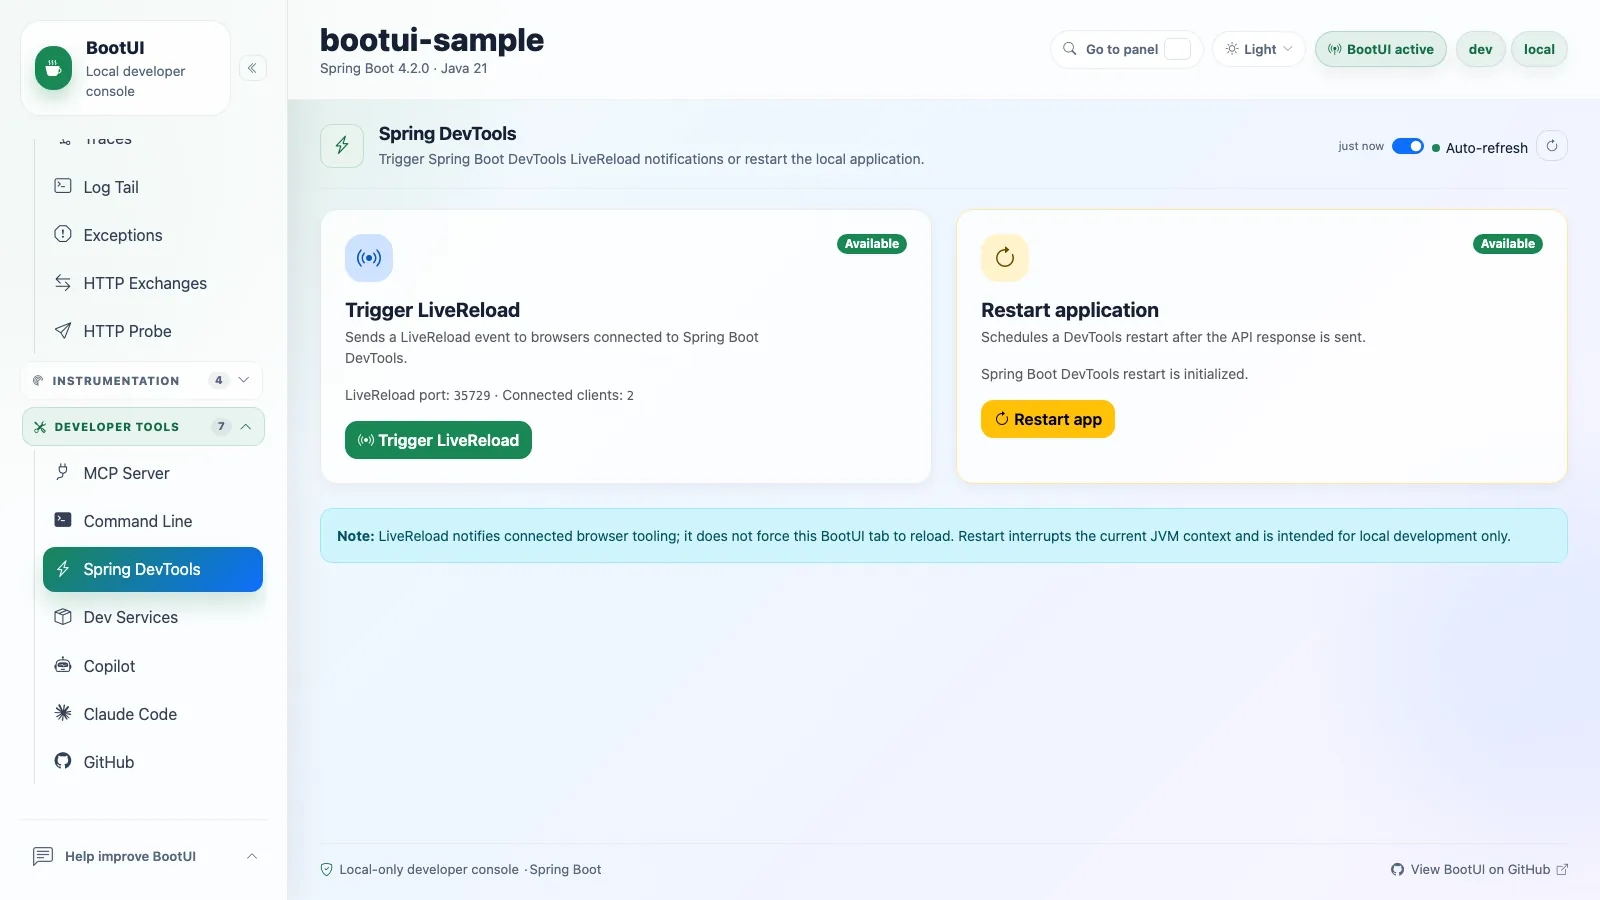 BootUI
Local developer
console
Traces
Log Tail
Exceptions
HTTP Exchanges
HTTP Probe
INSTRUMENTATION 4
DEVELOPER TOOLS 7
MCP Server
Command Line
Spring DevTools
Dev Services
Copilot
Claude Code
GitHub
Help improve BootUI
bootui-sample
Spring Boot 4.2.0 · Java 21
Go to panel
Light
BootUI active
dev
local
Spring DevTools
Trigger Spring Boot DevTools LiveReload notifications or restart the local application.
just now
Auto-refresh
Available
Trigger LiveReload
Sends a LiveReload event to browsers connected to Spring Boot
DevTools.
LiveReload port: 35729 · Connected clients: 2
Trigger LiveReload
Available
Restart application
Schedules a DevTools restart after the API response is sent.
Spring Boot DevTools restart is initialized.
Restart app
Note: LiveReload notifies connected browser tooling; it does not force this BootUI tab to reload. Restart interrupts the current JVM context and is intended for local development only.
Local-only developer console · Spring Boot
View BootUI on GitHub